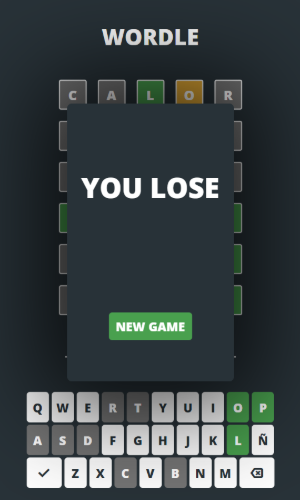 WORDLE
C A L O R
YOU LOSE
NEW GAME
Q W E R T Y U I O P
A S D F G H J K L Ñ
Z X C V B N M